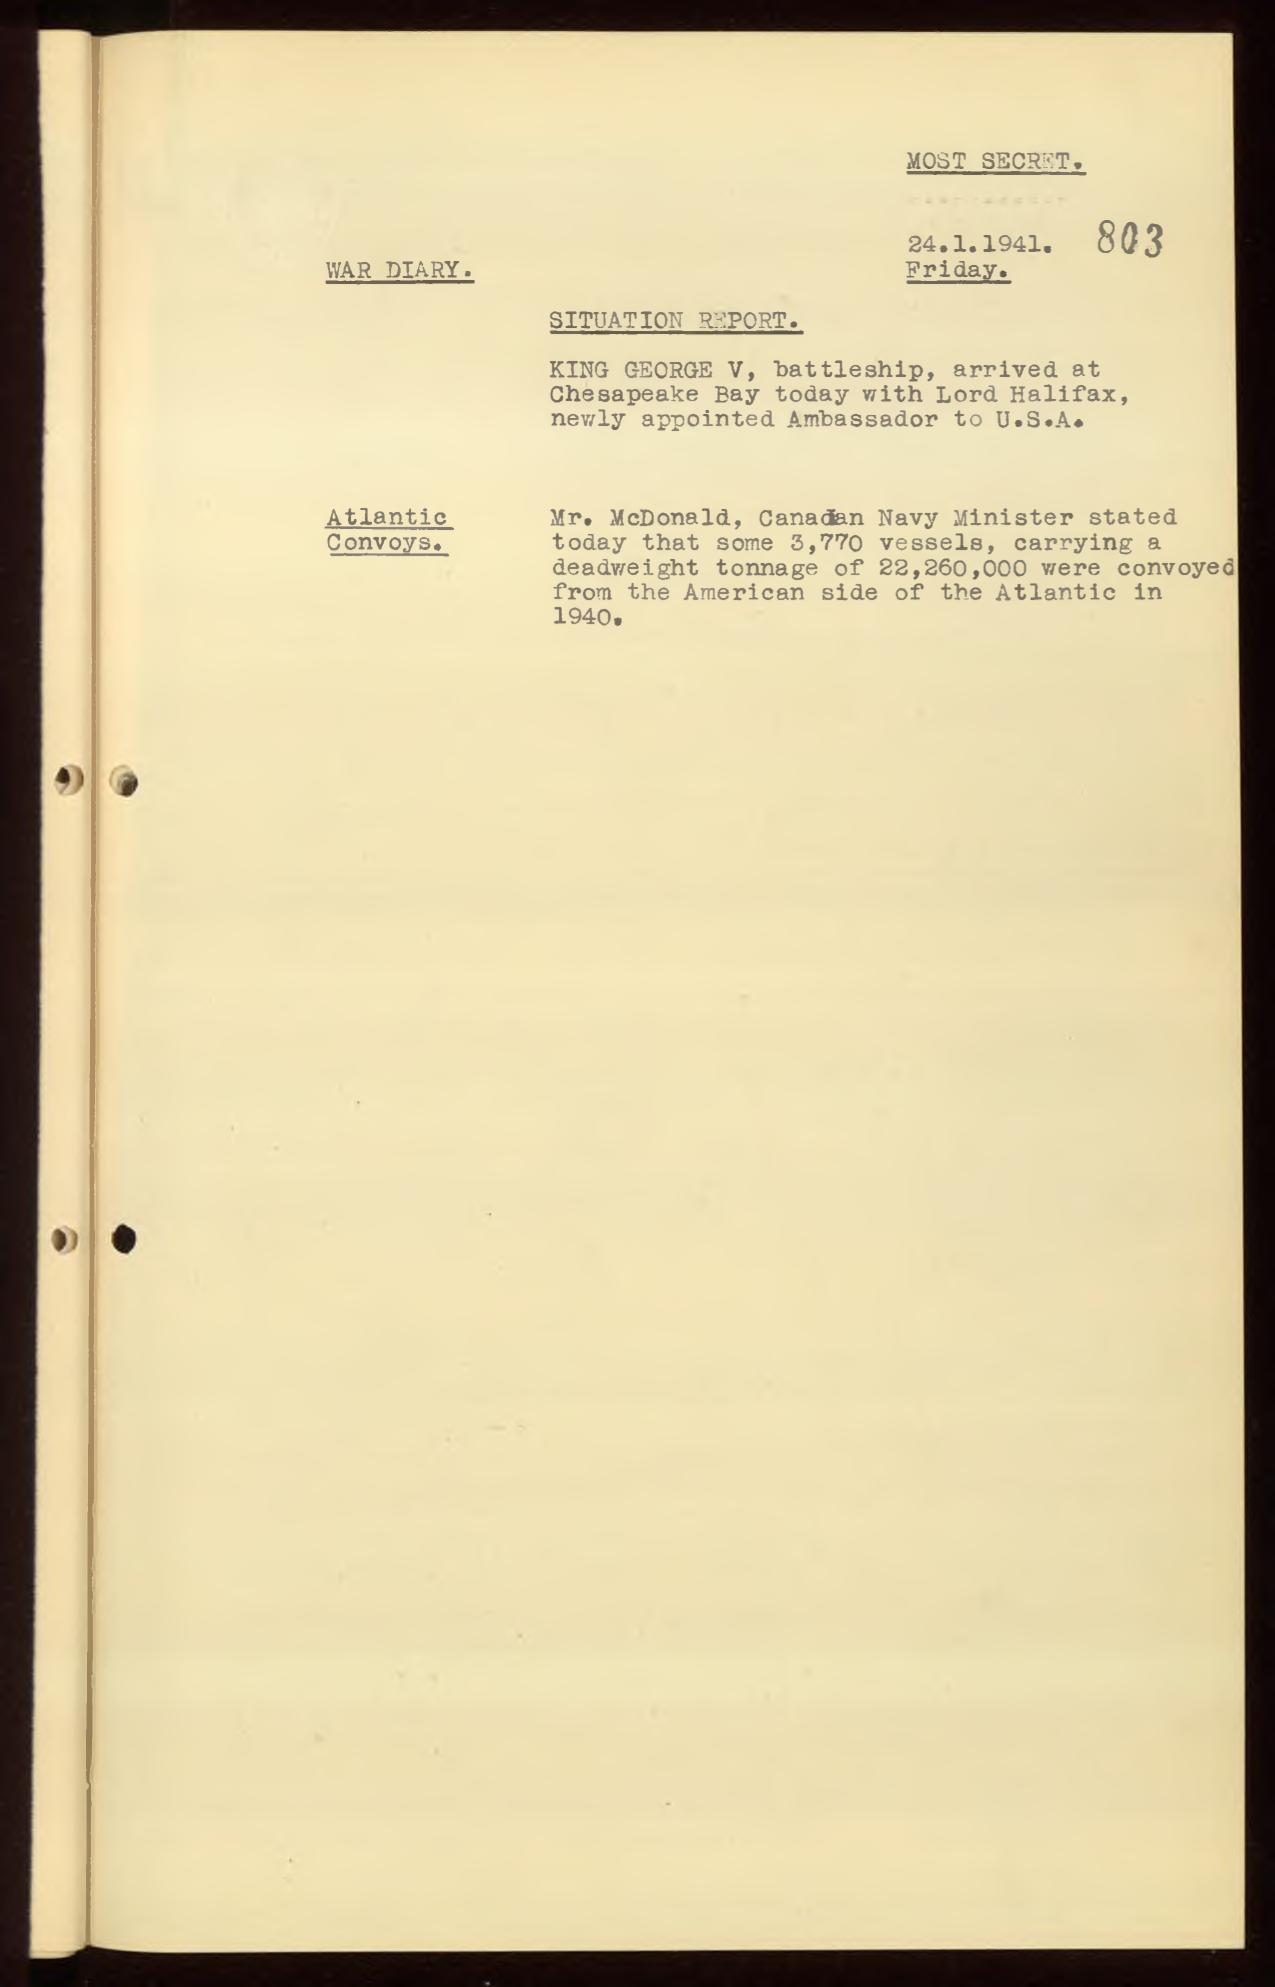 MOST SECRET.
24.1.1941. 803
WAR DIARY. Friday.
SITUATION REPORT.
KING GEORGE V, battleship, arrived at
Chesapeake Bay today with Lord Halifax,
newly appointed Ambassador to U.S.A.
Atlantic Mr. McDonald, Canadian Navy Minister stated
Convoys. today that some 3,770 vessels, carrying a
deadweight tonnage of 22,260,000 were convoyed
from the American side of the Atlantic in
1940.